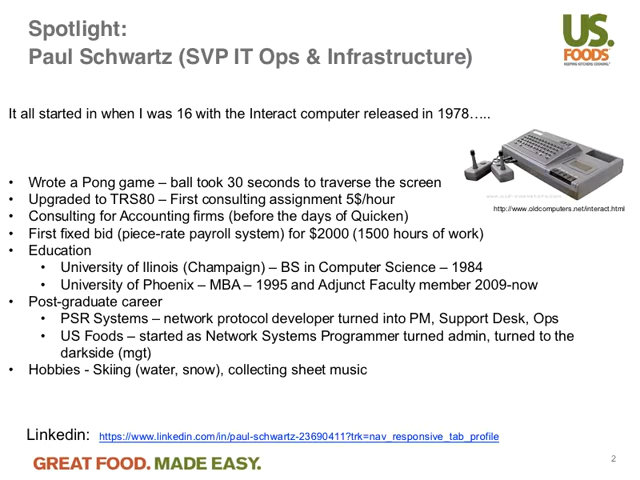 Spotlight:
Paul Schwartz (SVP IT Ops & Infrastructure)
US.
FOODS
KEEPING KITCHENS COOKING.
It all started in when I was 16 with the Interact computer released in 1978…..
• Wrote a Pong game – ball took 30 seconds to traverse the screen
• Upgraded to TRS80 – First consulting assignment 5$/hour
http://www.oldcomputers.net/interact.html
• Consulting for Accounting firms (before the days of Quicken)
• First fixed bid (piece-rate payroll system) for $2000 (1500 hours of work)
• Education
• University of Ilinois (Champaign) – BS in Computer Science – 1984
• University of Phoenix – MBA – 1995 and Adjunct Faculty member 2009-now
• Post-graduate career
• PSR Systems – network protocol developer turned into PM, Support Desk, Ops
• US Foods – started as Network Systems Programmer turned admin, turned to the
darkside (mgt)
• Hobbies - Skiing (water, snow), collecting sheet music
Linkedin: https://www.linkedin.com/in/paul-schwartz-23690411?trk=nav_responsive_tab_profile
GREAT FOOD. MADE EASY.
2